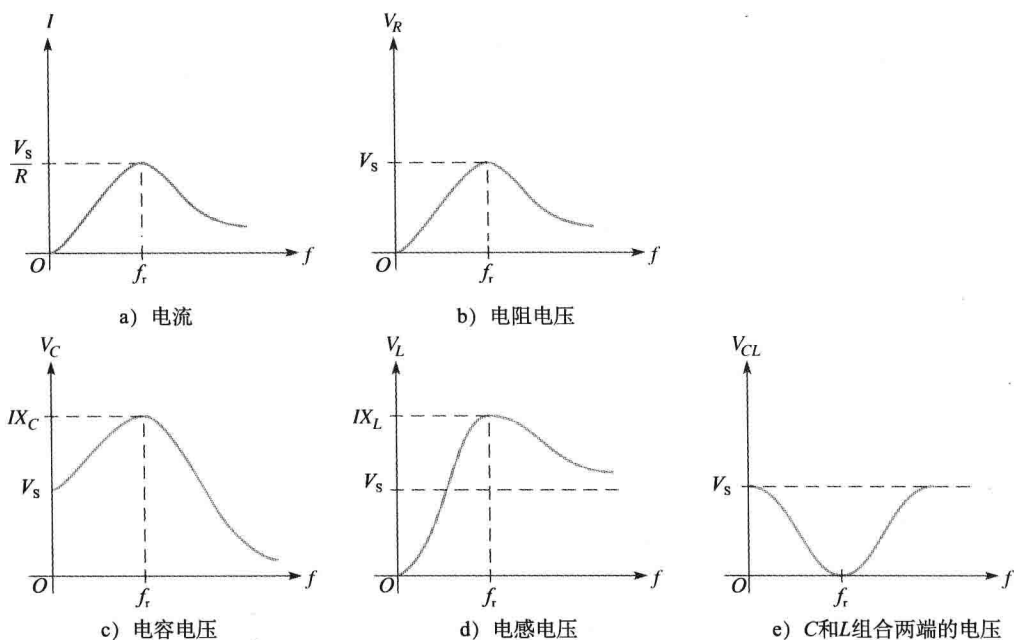 I
V_S
R
O
f_r
f
a）电流
V_R
V_S
O
f_r
f
b）电阻电压
V_C
IX_C
V_S
O
f_r
f
c）电容电压
V_L
IX_L
V_S
O
f_r
f
d）电感电压
V_CL
V_S
O
f_r
f
e）C和L组合两端的电压